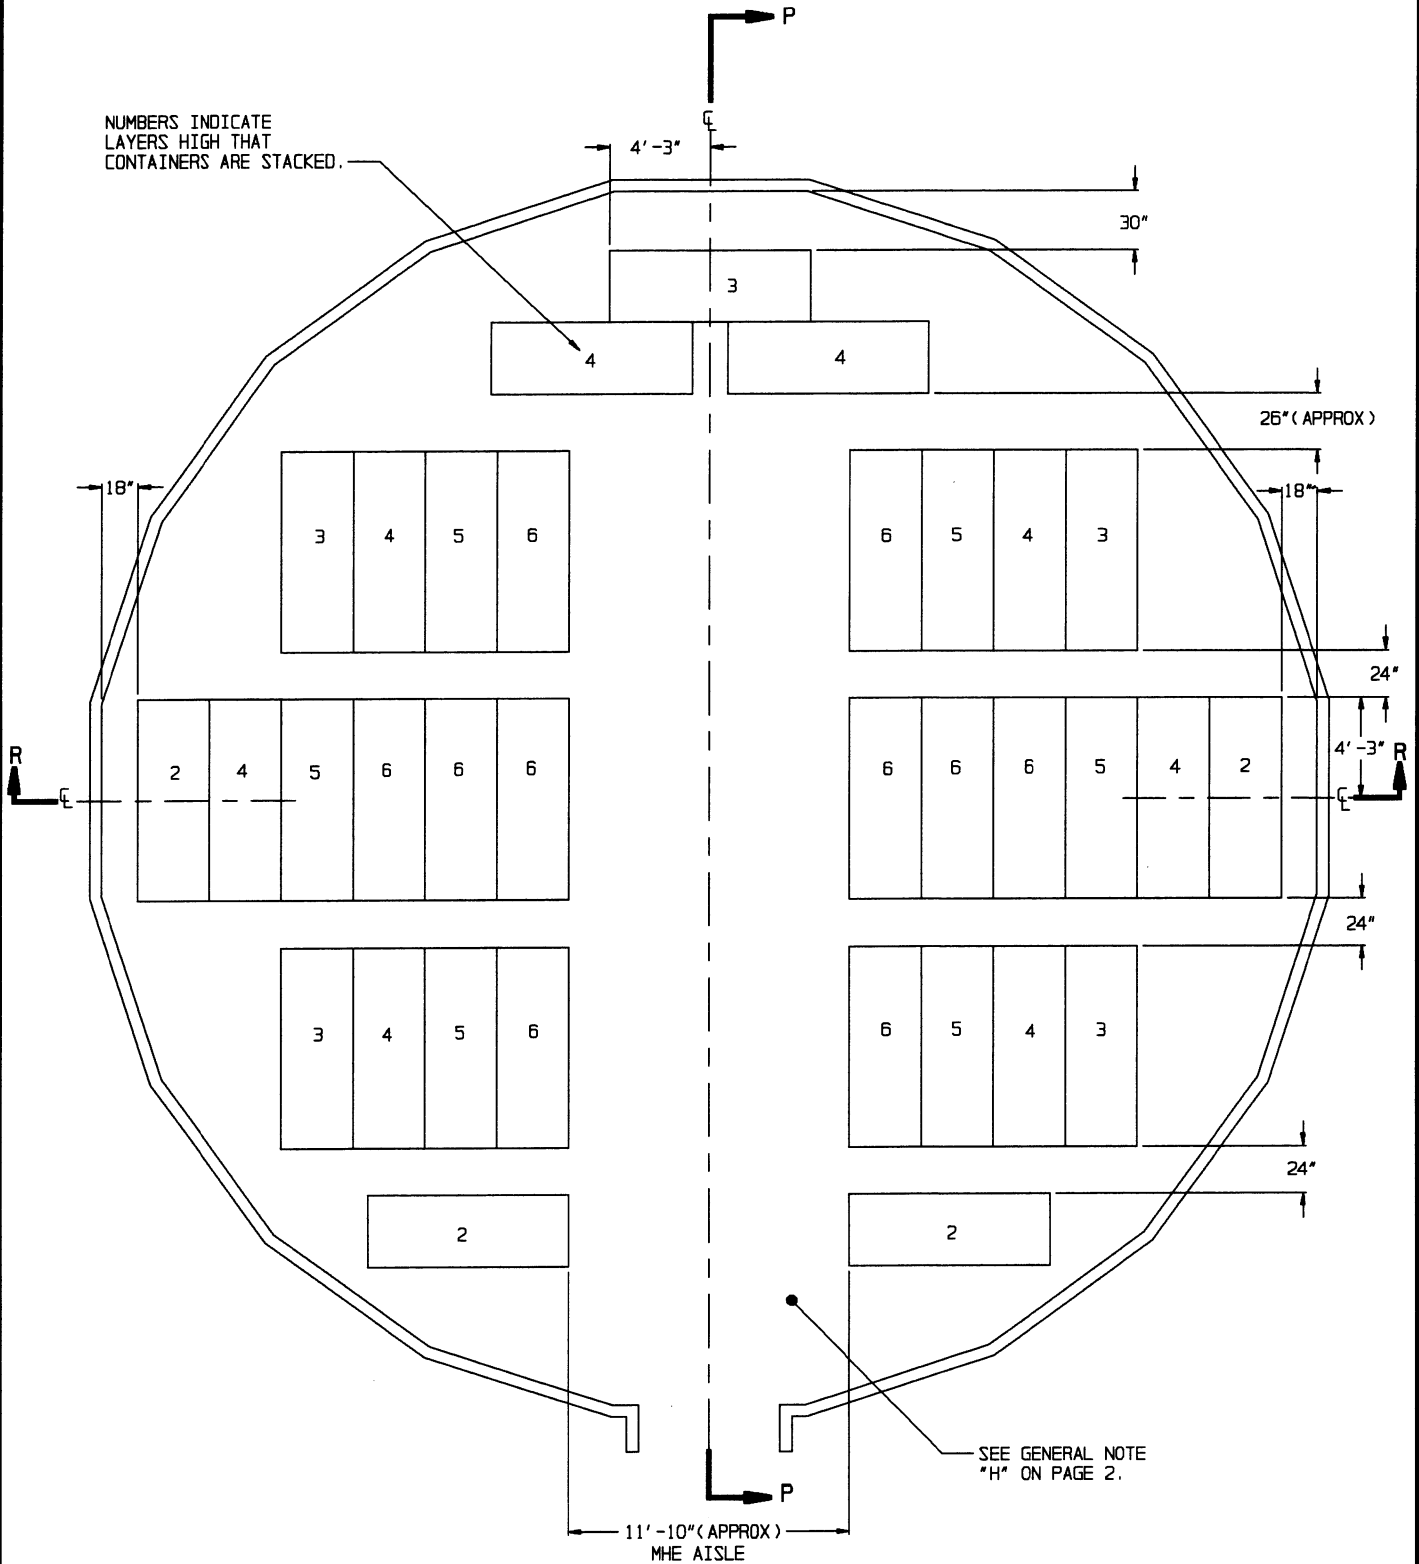 P
NUMBERS INDICATE
LAYERS HIGH THAT
CONTAINERS ARE STACKED.
℄
4'-3"
30"
3
4
4
26"(APPROX)
18"
18"
3 4 5 6
6 5 4 3
24"
4'-3"
R
R
2 4 5 6 6 6
6 6 6 5 4 2
℄
℄
24"
3 4 5 6
6 5 4 3
24"
2
2
SEE GENERAL NOTE
"H" ON PAGE 2.
P
11'-10"(APPROX)
MHE AISLE